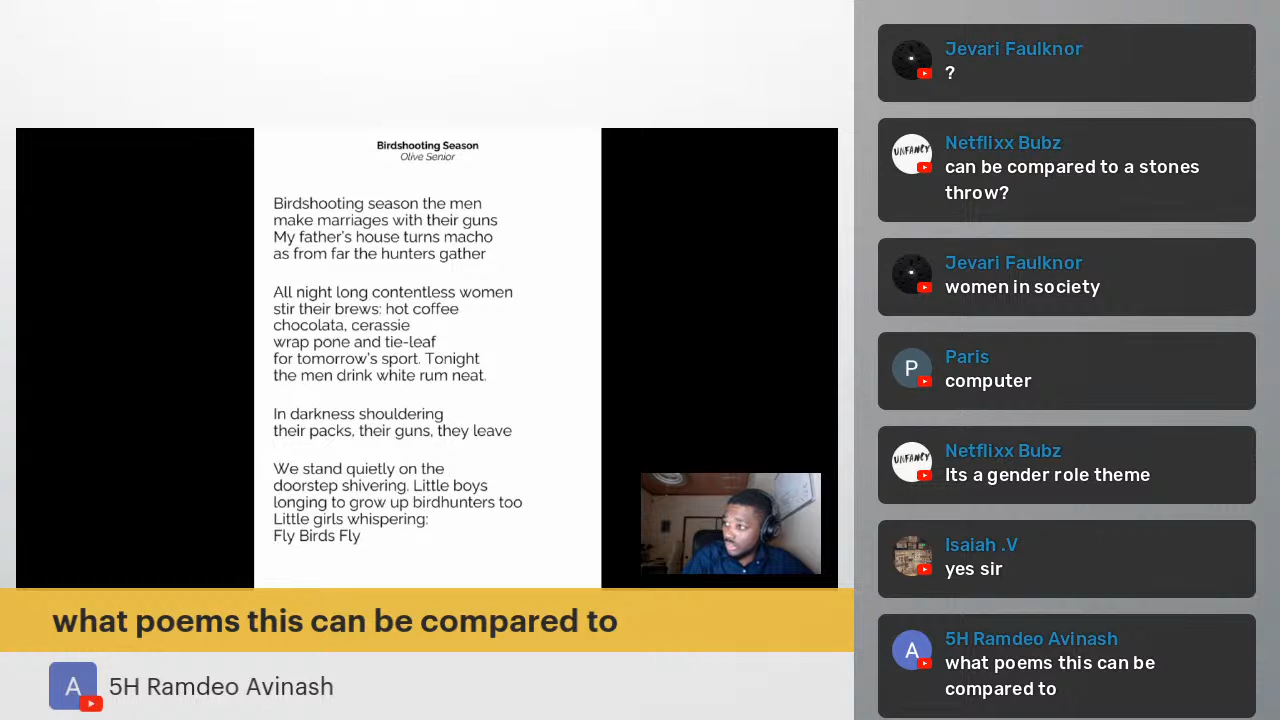 Birdshooting Season
Olive Senior
Birdshooting season the men
make marriages with their guns
My father's house turns macho
as from far the hunters gather
All night long contentless women
stir their brews: hot coffee
chocolata, cerassie
wrap pone and tie-leaf
for tomorrow's sport. Tonight
the men drink white rum neat.
In darkness shouldering
their packs, their guns, they leave
We stand quietly on the
doorstep shivering. Little boys
longing to grow up birdhunters too
Little girls whispering:
Fly Birds Fly
what poems this can be compared to
A
5H Ramdeo Avinash
Jevari Faulknor
?
UNFANCY
Netflixx Bubz
can be compared to a stones
throw?
Jevari Faulknor
women in society
P
Paris
computer
UNFANCY
Netflixx Bubz
Its a gender role theme
Isaiah .V
yes sir
A
5H Ramdeo Avinash
what poems this can be
compared to